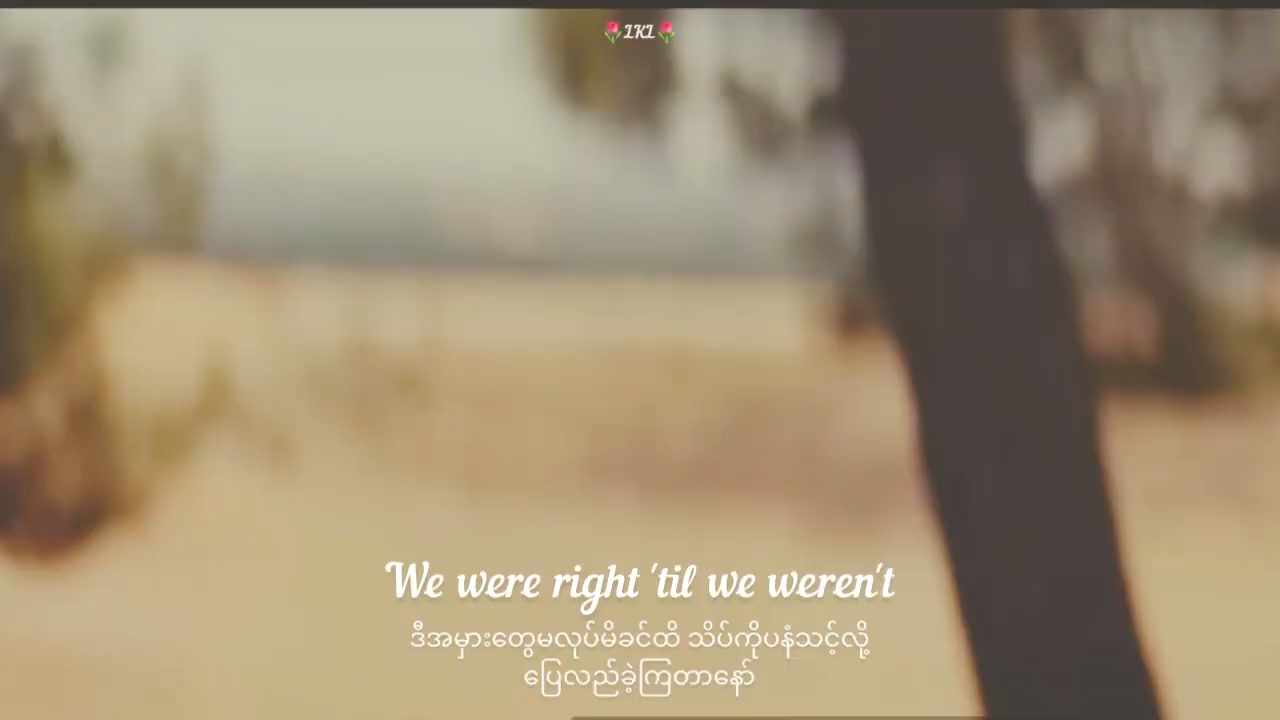 🌷IKI🌷
We were right 'til we weren't
ဒီအမှားတွေမလုပ်မိခင်ထိ သိပ်ကိုပနံသင့်လို့
ပြေလည်ခဲ့ကြတာနော်